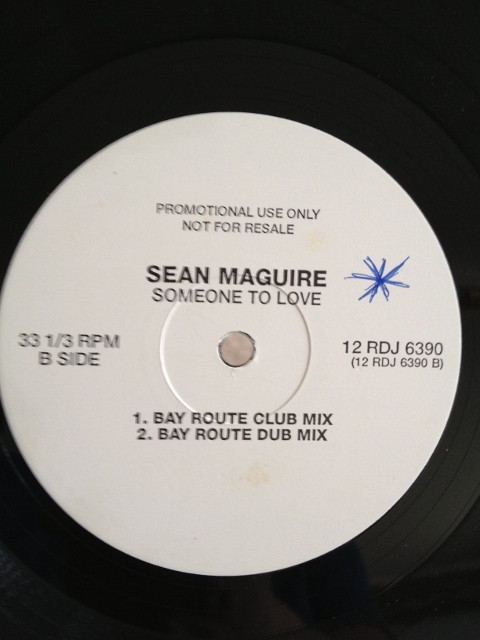 PROMOTIONAL USE ONLY
NOT FOR RESALE
SEAN MAGUIRE
SOMEONE TO LOVE
33 1/3 RPM
B SIDE
12 RDJ 6390
(12 RDJ 6390 B)
1. BAY ROUTE CLUB MIX
2. BAY ROUTE DUB MIX